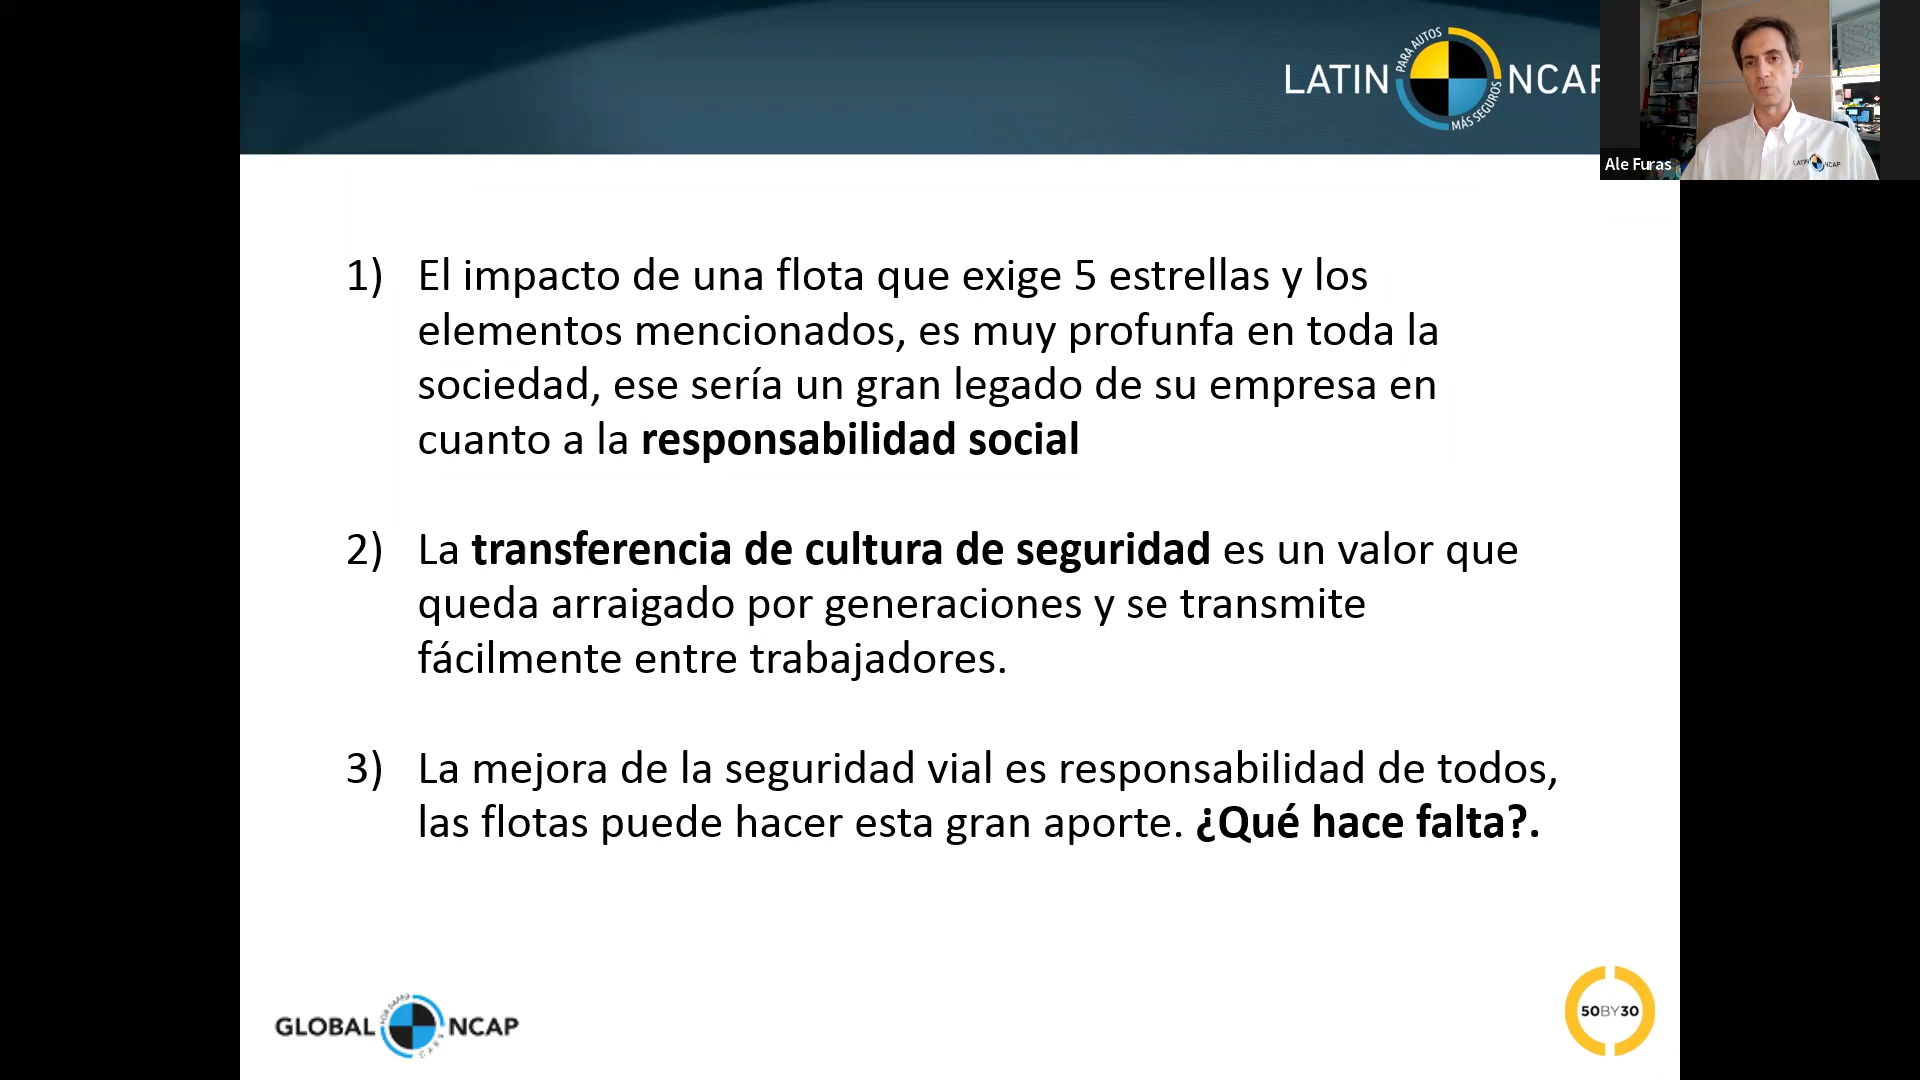 LATIN NCAP
PARA AUTOS
MÁS SEGUROS
Ale Furas
LATIN NCAP
1) El impacto de una flota que exige 5 estrellas y los
elementos mencionados, es muy profunfa en toda la
sociedad, ese sería un gran legado de su empresa en
cuanto a la responsabilidad social
2) La transferencia de cultura de seguridad es un valor que
queda arraigado por generaciones y se transmite
fácilmente entre trabajadores.
3) La mejora de la seguridad vial es responsabilidad de todos,
las flotas puede hacer esta gran aporte. ¿Qué hace falta?.
GLOBAL NCAP
50BY30